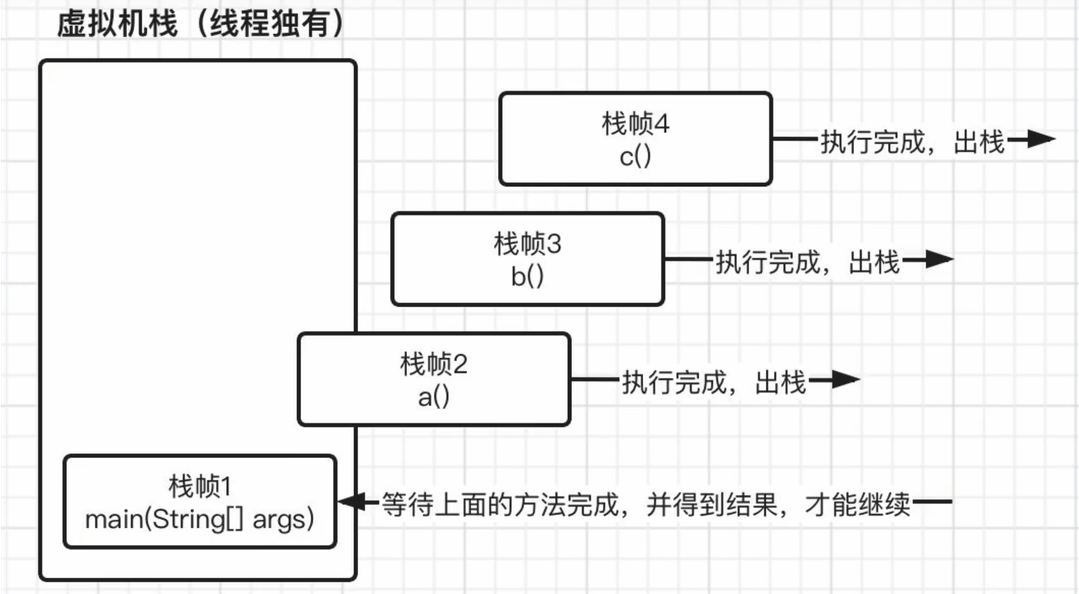 虚拟机栈（线程独有）
栈帧4
c()
执行完成，出栈
栈帧3
b()
执行完成，出栈
栈帧2
a()
执行完成，出栈
栈帧1
main(String[] args)
等待上面的方法完成，并得到结果，才能继续